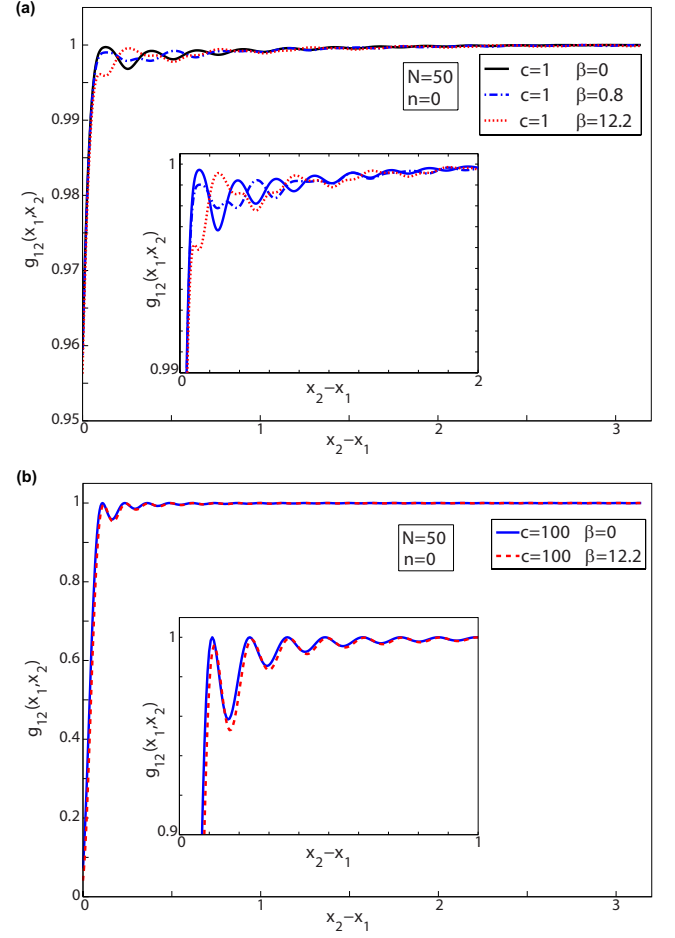 (a)
1
0.99
0.98
0.97
0.96
0.95
g12(x1,x2)
N=50
n=0
c=1 β=0
c=1 β=0.8
c=1 β=12.2
1
0.99
g12(x1,x2)
0
2
x2−x1
0
1
2
3
x2−x1
(b)
1
0.8
0.6
0.4
0.2
0
g12(x1,x2)
N=50
n=0
c=100 β=0
c=100 β=12.2
1
0.9
g12(x1,x2)
0
1
x2−x1
0
1
2
3
x2−x1